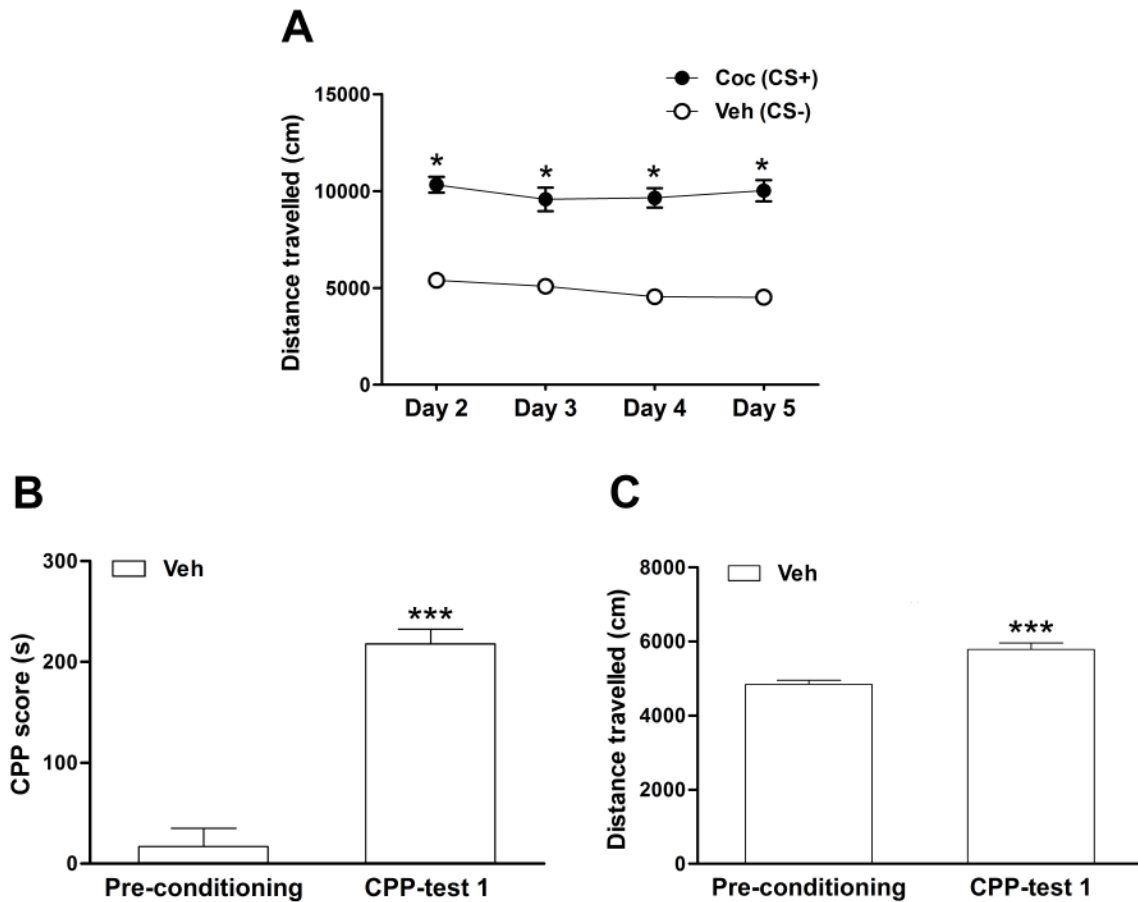 A
Coc (CS+)
Veh (CS-)
Distance travelled (cm)
15000
10000
5000
0
* * * *
Day 2 Day 3 Day 4 Day 5
B
Veh
CPP score (s)
300
200
100
0
***
Pre-conditioning CPP-test 1
C
Veh
Distance travelled (cm)
8000
6000
4000
2000
0
***
Pre-conditioning CPP-test 1